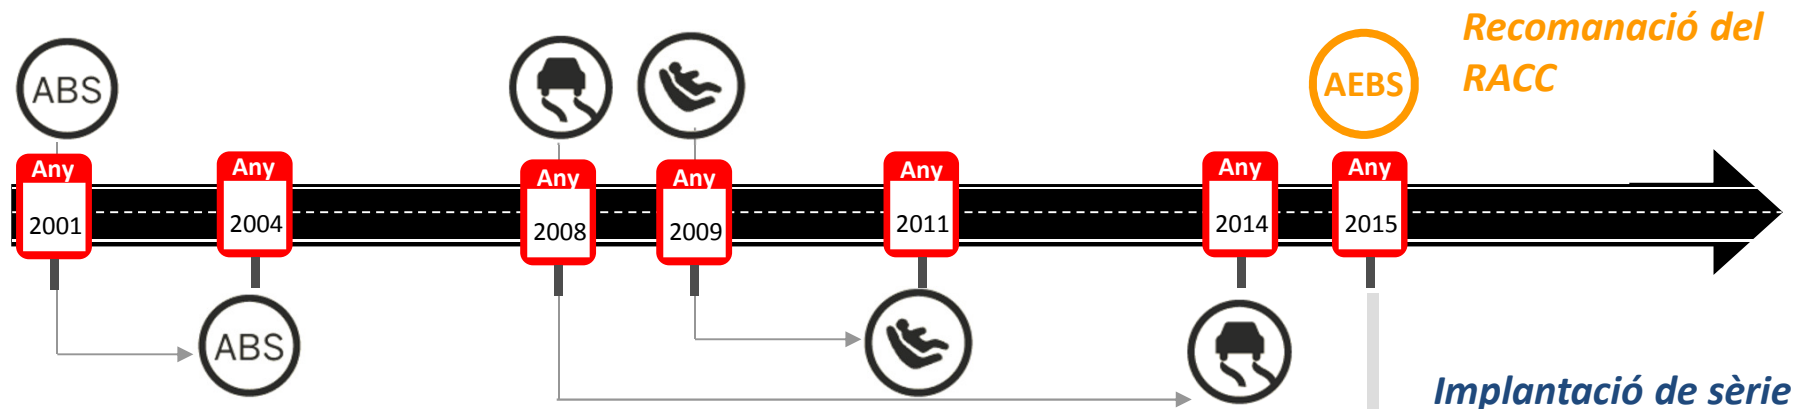 Recomanació del
RACC
ABS
AEBS
Any
2001
Any
2004
Any
2008
Any
2009
Any
2011
Any
2014
Any
2015
ABS
Implantació de sèrie